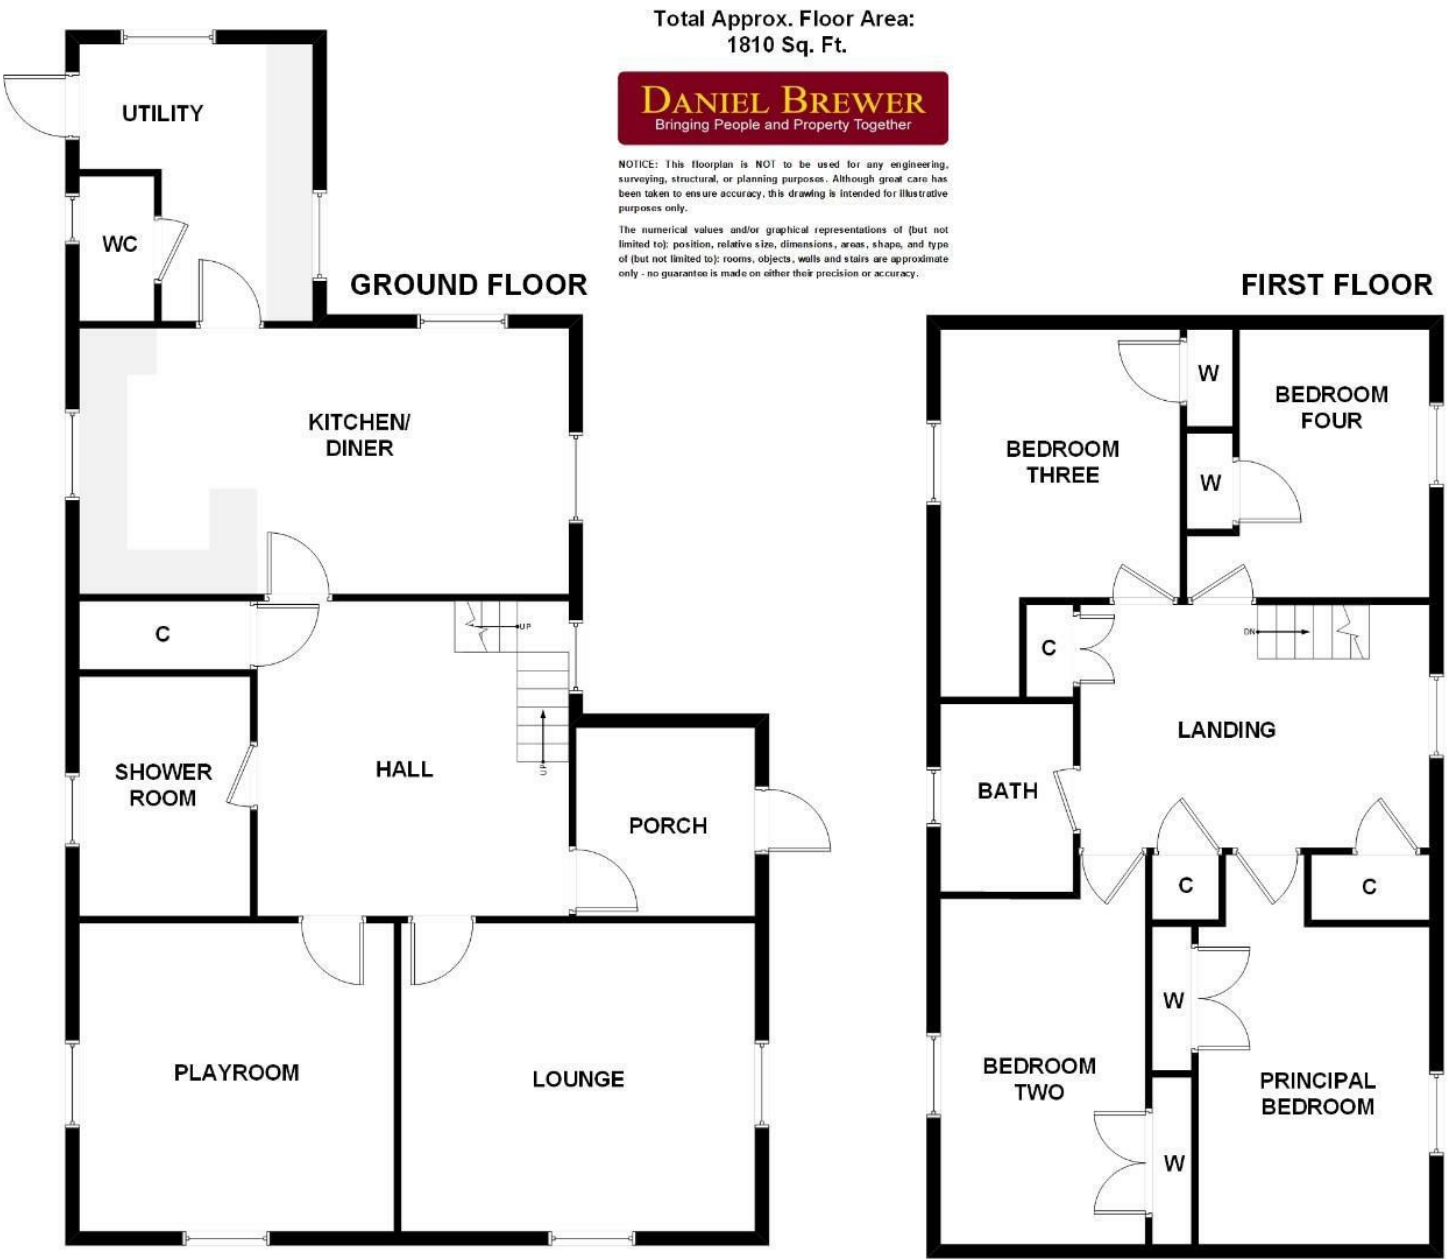 Total Approx. Floor Area:
1810 Sq. Ft.
DANIEL BREWER
Bringing People and Property Together
NOTICE: This floorplan is NOT to be used for any engineering,
surveying, structural, or planning purposes. Although great care has
been taken to ensure accuracy, this drawing is intended for illustrative
purposes only.
The numerical values and/or graphical representations of (but not
limited to): position, relative size, dimensions, areas, shape, and type
of (but not limited to): rooms, objects, walls and stairs are approximate
only - no guarantee is made on either their precision or accuracy.
GROUND FLOOR
UTILITY
WC
KITCHEN/
DINER
C
UP
SHOWER
ROOM
HALL
UP
PORCH
PLAYROOM
LOUNGE
FIRST FLOOR
W
BEDROOM
FOUR
BEDROOM
THREE
W
C
DN
LANDING
BATH
C
C
W
BEDROOM
TWO
PRINCIPAL
BEDROOM
W